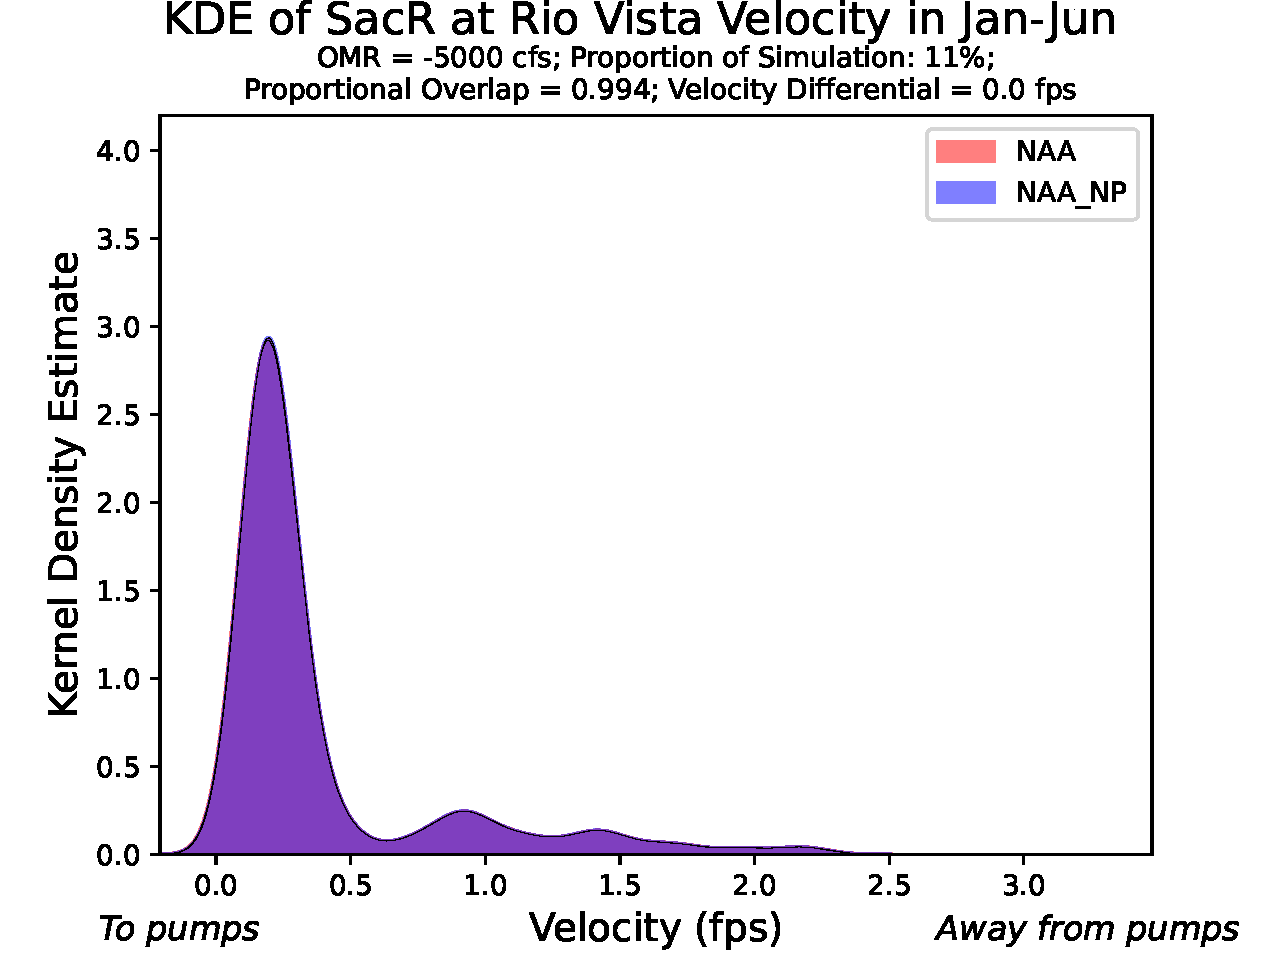 KDE of SacR at Rio Vista Velocity in Jan-Jun
OMR = -5000 cfs; Proportion of Simulation: 11%;
Proportional Overlap = 0.994; Velocity Differential = 0.0 fps
NAA
NAA_NP
Kernel Density Estimate
4.0
3.5
3.0
2.5
2.0
1.5
1.0
0.5
0.0
0.0 0.5 1.0 1.5 2.0 2.5 3.0
To pumps Velocity (fps) Away from pumps